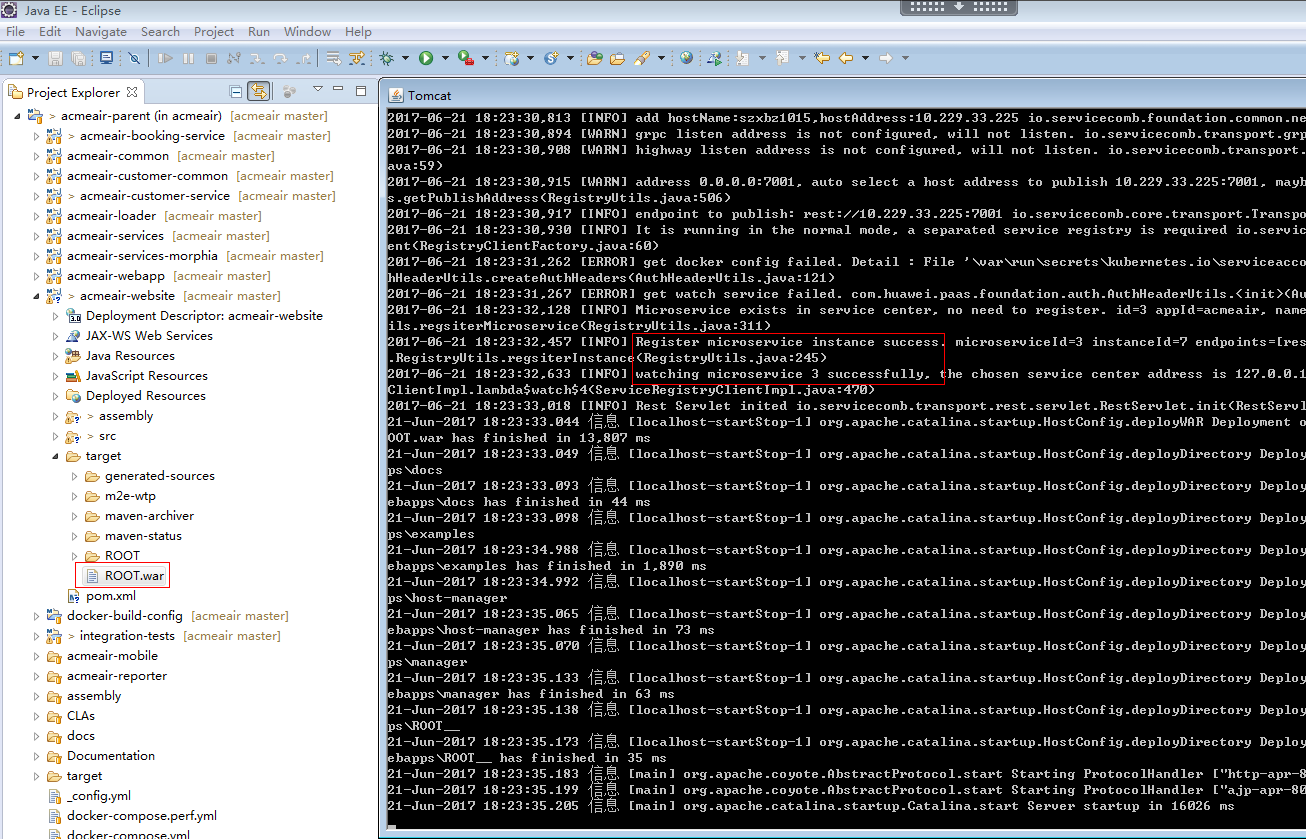 Java EE - Eclipse
File Edit Navigate Search Project Run Window Help
Project Explorer
> acmeair-parent (in acmeair) [acmeair master]
> acmeair-booking-service [acmeair master]
acmeair-common [acmeair master]
acmeair-customer-common [acmeair master]
> acmeair-customer-service [acmeair master]
acmeair-loader [acmeair master]
acmeair-services [acmeair master]
acmeair-services-morphia [acmeair master]
acmeair-webapp [acmeair master]
> acmeair-website [acmeair master]
Deployment Descriptor: acmeair-website
JAX-WS Web Services
Java Resources
JavaScript Resources
Deployed Resources
> assembly
> src
target
generated-sources
m2e-wtp
maven-archiver
maven-status
ROOT
ROOT.war
pom.xml
docker-build-config [acmeair master]
> integration-tests [acmeair master]
acmeair-mobile
acmeair-reporter
assembly
CLAs
docs
Documentation
target
_config.yml
docker-compose.perf.yml
docker-compose.yml
Tomcat
2017-06-21 18:23:30,813 [INFO] add hostName:szxbz1015,hostAddress:10.229.33.225 io.servicecomb.foundation.common.ne
2017-06-21 18:23:30,894 [WARN] grpc listen address is not configured, will not listen. io.servicecomb.transport.grp
2017-06-21 18:23:30,908 [WARN] highway listen address is not configured, will not listen. io.servicecomb.transport.
ava:59)
2017-06-21 18:23:30,915 [WARN] address 0.0.0.0:7001, auto select a host address to publish 10.229.33.225:7001, mayb
s.getPublishAddress(RegistryUtils.java:506)
2017-06-21 18:23:30,917 [INFO] endpoint to publish: rest://10.229.33.225:7001 io.servicecomb.core.transport.Transpo
2017-06-21 18:23:30,930 [INFO] It is running in the normal mode, a separated service registry is required io.servic
ent(RegistryClientFactory.java:60)
2017-06-21 18:23:31,262 [ERROR] get docker config failed. Detail : File '\var\run\secrets\kubernetes.io\serviceacco
hHeaderUtils.createAuthHeaders(AuthHeaderUtils.java:121)
2017-06-21 18:23:31,267 [ERROR] get watch service failed. com.huawei.paas.foundation.auth.AuthHeaderUtils.<init>(Au
2017-06-21 18:23:32,128 [INFO] Microservice exists in service center, no need to register. id=3 appId=acmeair, name
ils.regsiterMicroservice(RegistryUtils.java:311)
2017-06-21 18:23:32,457 [INFO] Register microservice instance success. microserviceId=3 instanceId=7 endpoints=[res
.RegistryUtils.regsiterInstance(RegistryUtils.java:245)
2017-06-21 18:23:32,633 [INFO] watching microservice 3 successfully, the chosen service center address is 127.0.0.1
ClientImpl.lambda$watch$4(ServiceRegistryClientImpl.java:470)
2017-06-21 18:23:33,018 [INFO] Rest Servlet inited io.servicecomb.transport.rest.servlet.RestServlet.init(RestServl
21-Jun-2017 18:23:33.044 信息 [localhost-startStop-1] org.apache.catalina.startup.HostConfig.deployWAR Deployment o
OOT.war has finished in 13,807 ms
21-Jun-2017 18:23:33.049 信息 [localhost-startStop-1] org.apache.catalina.startup.HostConfig.deployDirectory Deploy
ps\docs
21-Jun-2017 18:23:33.093 信息 [localhost-startStop-1] org.apache.catalina.startup.HostConfig.deployDirectory Deploy
ebapps\docs has finished in 44 ms
21-Jun-2017 18:23:33.098 信息 [localhost-startStop-1] org.apache.catalina.startup.HostConfig.deployDirectory Deploy
ps\examples
21-Jun-2017 18:23:34.988 信息 [localhost-startStop-1] org.apache.catalina.startup.HostConfig.deployDirectory Deploy
ebapps\examples has finished in 1,890 ms
21-Jun-2017 18:23:34.992 信息 [localhost-startStop-1] org.apache.catalina.startup.HostConfig.deployDirectory Deploy
ps\host-manager
21-Jun-2017 18:23:35.065 信息 [localhost-startStop-1] org.apache.catalina.startup.HostConfig.deployDirectory Deploy
ebapps\host-manager has finished in 73 ms
21-Jun-2017 18:23:35.070 信息 [localhost-startStop-1] org.apache.catalina.startup.HostConfig.deployDirectory Deploy
ps\manager
21-Jun-2017 18:23:35.133 信息 [localhost-startStop-1] org.apache.catalina.startup.HostConfig.deployDirectory Deploy
ebapps\manager has finished in 63 ms
21-Jun-2017 18:23:35.138 信息 [localhost-startStop-1] org.apache.catalina.startup.HostConfig.deployDirectory Deploy
ps\ROOT__
21-Jun-2017 18:23:35.173 信息 [localhost-startStop-1] org.apache.catalina.startup.HostConfig.deployDirectory Deploy
ebapps\ROOT__ has finished in 35 ms
21-Jun-2017 18:23:35.183 信息 [main] org.apache.coyote.AbstractProtocol.start Starting ProtocolHandler ["http-apr-8
21-Jun-2017 18:23:35.199 信息 [main] org.apache.coyote.AbstractProtocol.start Starting ProtocolHandler ["ajp-apr-80
21-Jun-2017 18:23:35.205 信息 [main] org.apache.catalina.startup.Catalina.start Server startup in 16026 ms